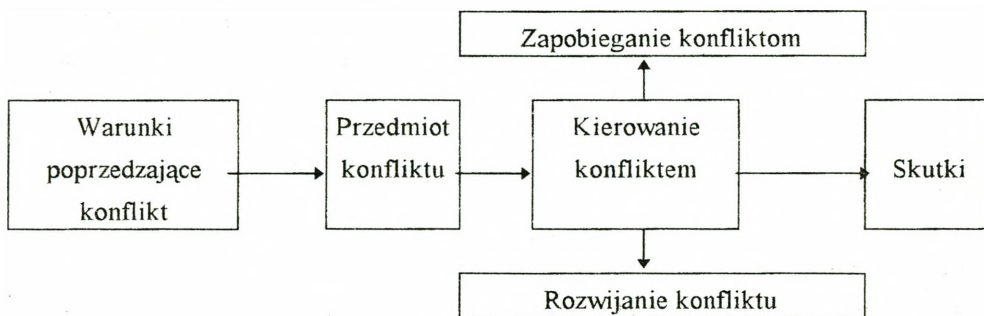 Zapobieganie konfliktom
Warunki
poprzedzające
konflikt
Przedmiot
konfliktu
Kierowanie
konfliktem
Skutki
Rozwijanie konfliktu